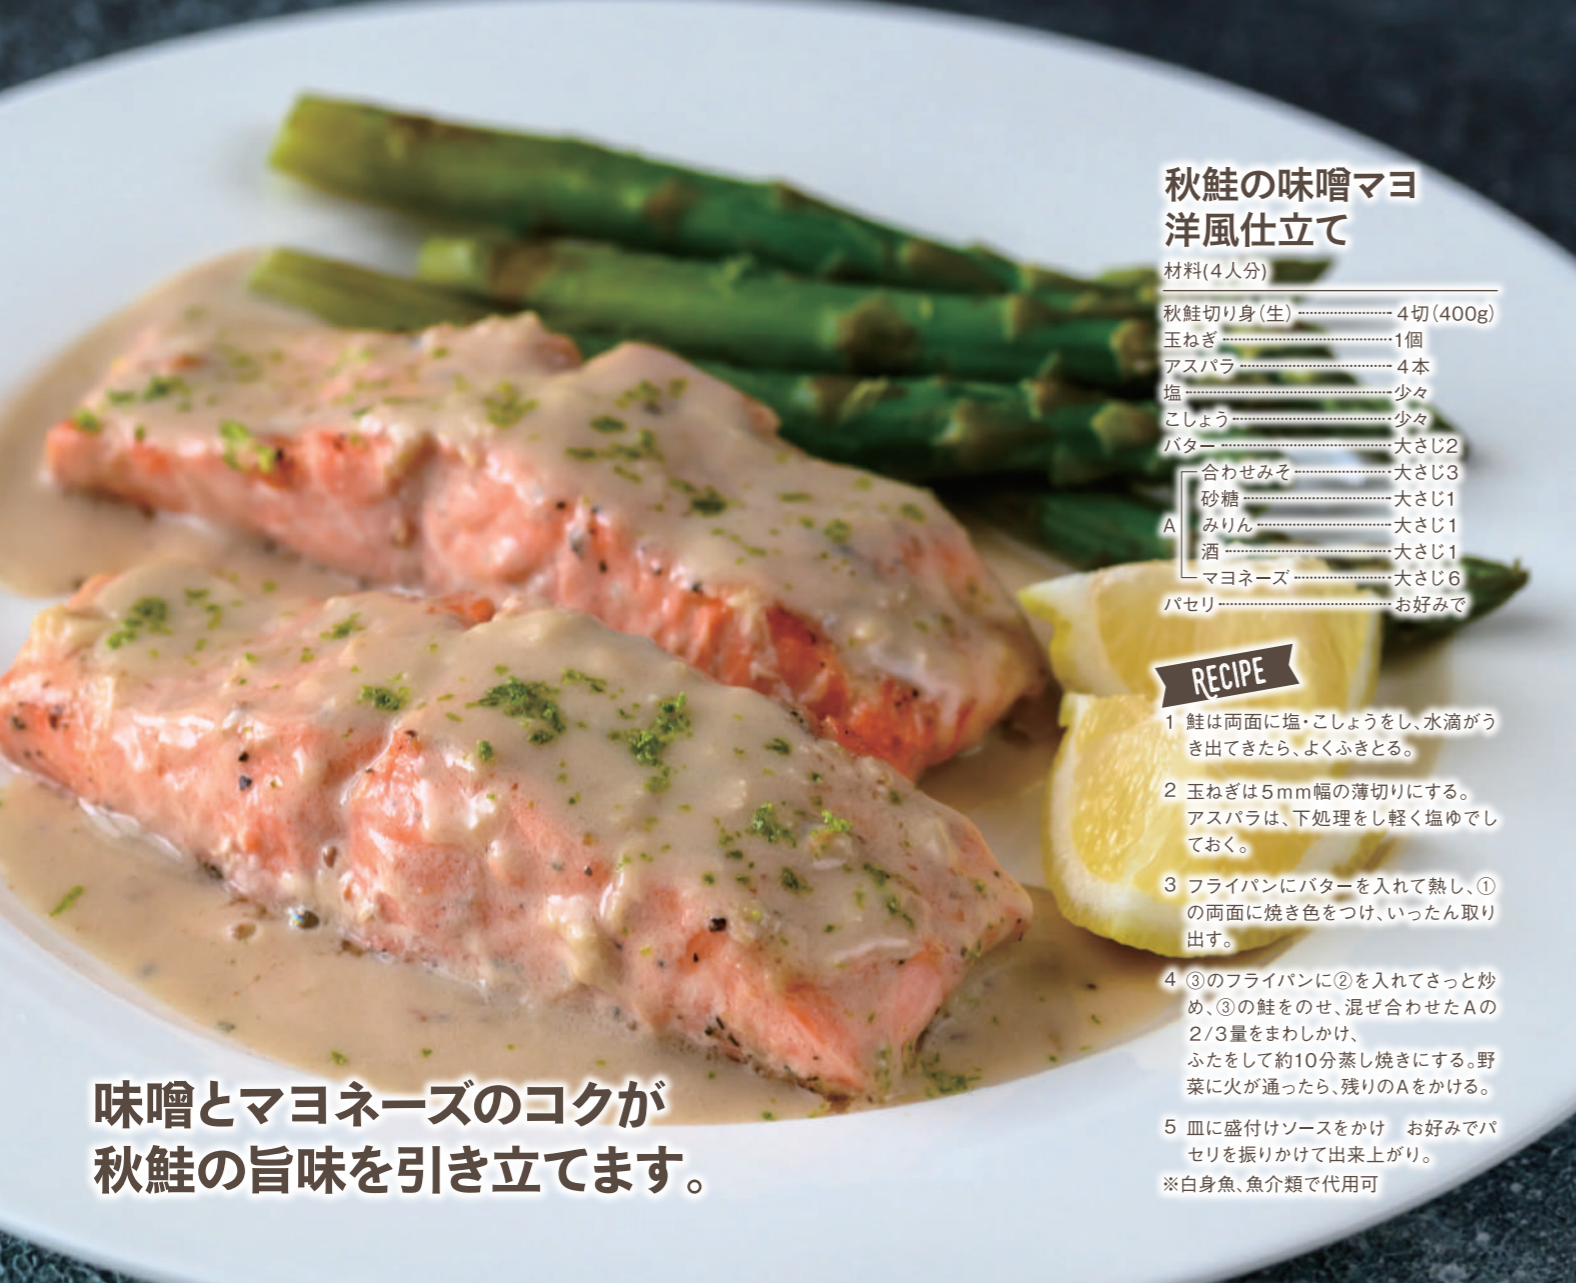 秋鮭の味噌マヨ
洋風仕立て
材料(4人分)
秋鮭切り身(生) 4切(400g)
玉ねぎ 1個
アスパラ 4本
塩 少々
こしょう 少々
バター 大さじ2
合わせみそ 大さじ3
砂糖 大さじ1
A みりん 大さじ1
酒 大さじ1
マヨネーズ 大さじ6
パセリ お好みで
RECIPE
1 鮭は両面に塩・こしょうをし、水滴がう
き出てきたら、よくふきとる。
2 玉ねぎは5mm幅の薄切りにする。
アスパラは、下処理をし軽く塩ゆでし
ておく。
3 フライパンにバターを入れて熱し、①
の両面に焼き色をつけ、いったん取り
出す。
4 ③のフライパンに②を入れてさっと炒
め、③の鮭をのせ、混ぜ合わせたAの
2/3量をまわしかけ、
ふたをして約10分蒸し焼きにする。野
菜に火が通ったら、残りのAをかける。
5 皿に盛付けソースをかけ　お好みでパ
セリを振りかけて出来上がり。
※白身魚、魚介類で代用可
味噌とマヨネーズのコクが
秋鮭の旨味を引き立てます。